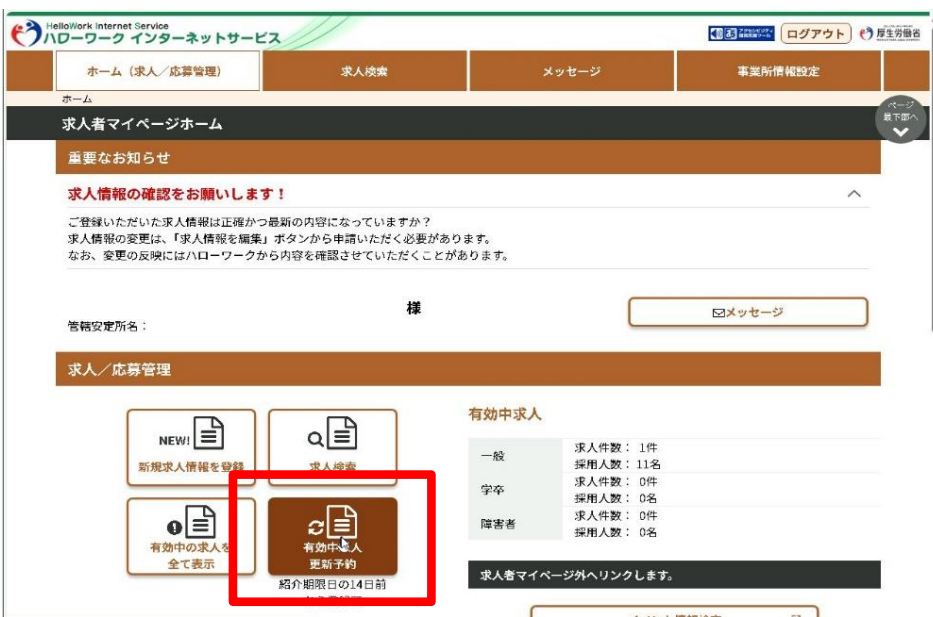 HelloWork Internet Service
ハローワーク インターネットサービス
ログアウト
厚生労働省
ホーム（求人／応募管理）
求人検索
メッセージ
事業所情報設定
ホーム
ページ
最下部へ
求人者マイページホーム
重要なお知らせ
求人情報の確認をお願いします！
ご登録いただいた求人情報は正確かつ最新の内容になっていますか？
求人情報の変更は、「求人情報を編集」ボタンから申請いただく必要があります。
なお、変更の反映にはハローワークから内容を確認させていただくことがあります。
様
メッセージ
管轄安定所名：
求人／応募管理
NEW!
新規求人情報を登録
求人検索
有効中の求人を
全て表示
有効中求人
更新予約
紹介期限日の14日前
有効中求人
一般
求人件数： 1件
採用人数： 11名
学卒
求人件数： 0件
採用人数： 0名
障害者
求人件数： 0件
採用人数： 0名
求人者マイページ外へリンクします。